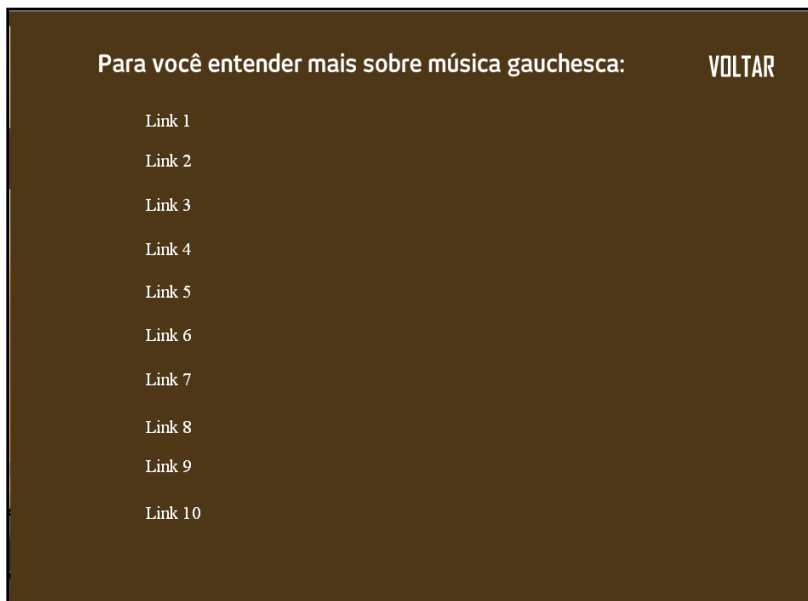 Para você entender mais sobre música gauchesca:
VOLTAR
Link 1
Link 2
Link 3
Link 4
Link 5
Link 6
Link 7
Link 8
Link 9
Link 10